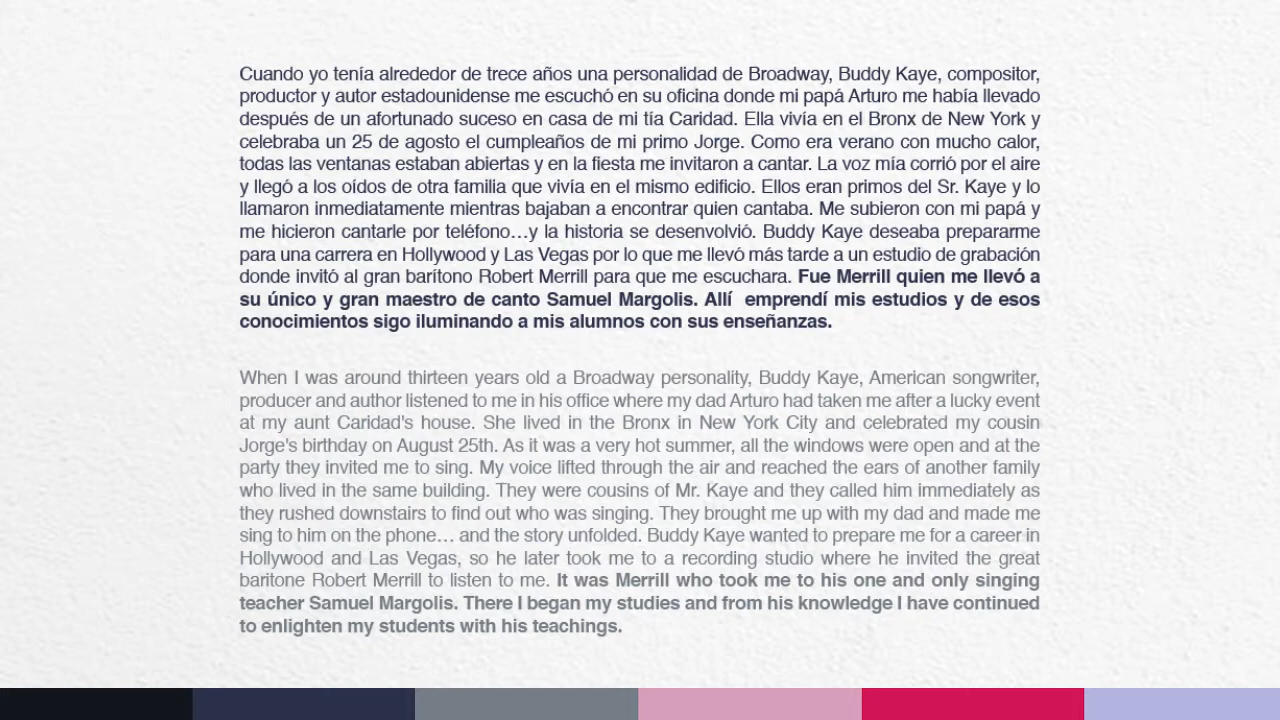 Cuando yo tenía alrededor de trece años una personalidad de Broadway, Buddy Kaye, compositor,
productor y autor estadounidense me escuchó en su oficina donde mi papá Arturo me había llevado
después de un afortunado suceso en casa de mi tía Caridad. Ella vivía en el Bronx de New York y
celebraba un 25 de agosto el cumpleaños de mi primo Jorge. Como era verano con mucho calor,
todas las ventanas estaban abiertas y en la fiesta me invitaron a cantar. La voz mía corrió por el aire
y llegó a los oídos de otra familia que vivía en el mismo edificio. Ellos eran primos del Sr. Kaye y lo
llamaron inmediatamente mientras bajaban a encontrar quien cantaba. Me subieron con mi papá y
me hicieron cantarle por teléfono…y la historia se desenvolvió. Buddy Kaye deseaba prepararme
para una carrera en Hollywood y Las Vegas por lo que me llevó más tarde a un estudio de grabación
donde invitó al gran barítono Robert Merrill para que me escuchara. Fue Merrill quien me llevó a
su único y gran maestro de canto Samuel Margolis. Allí  emprendí mis estudios y de esos
conocimientos sigo iluminando a mis alumnos con sus enseñanzas.
When I was around thirteen years old a Broadway personality, Buddy Kaye, American songwriter,
producer and author listened to me in his office where my dad Arturo had taken me after a lucky event
at my aunt Caridad's house. She lived in the Bronx in New York City and celebrated my cousin
Jorge's birthday on August 25th. As it was a very hot summer, all the windows were open and at the
party they invited me to sing. My voice lifted through the air and reached the ears of another family
who lived in the same building. They were cousins of Mr. Kaye and they called him immediately as
they rushed downstairs to find out who was singing. They brought me up with my dad and made me
sing to him on the phone… and the story unfolded. Buddy Kaye wanted to prepare me for a career in
Hollywood and Las Vegas, so he later took me to a recording studio where he invited the great
baritone Robert Merrill to listen to me. It was Merrill who took me to his one and only singing
teacher Samuel Margolis. There I began my studies and from his knowledge I have continued
to enlighten my students with his teachings.